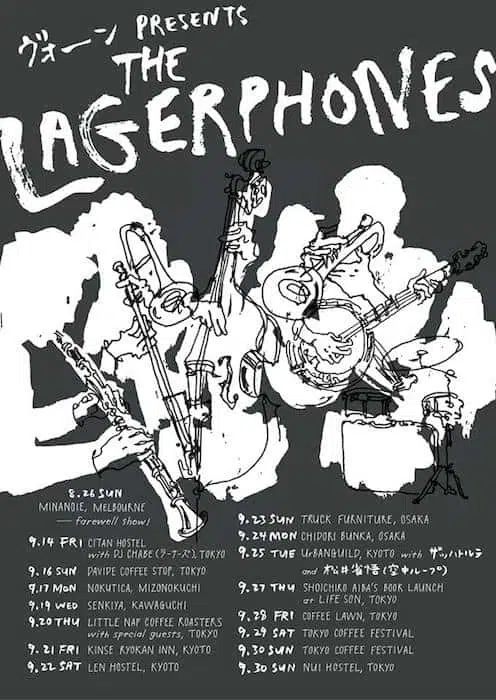 ヴォーン PRESENTS
THE
LAGERPHONES
8.26 SUN
MINANOIE, MELBOURNE
— farewell show!
9.14 FRI CITAN HOSTEL
with DJ CHABE (ラーナーズ), TOKYO
9.16 SUN PAVIDE COFFEE STOP, TOKYO
9.17 MON NOKUTICA, MIZONOKUCHI
9.19 WED SENKIYA, KAWAGUCHI
9.20 THU LITTLE NAP COFFEE ROASTERS
with special guests, TOKYO
9.21 FRI KINSE RYOKAN INN, KYOTO
9.22 SAT LEN HOSTEL, KYOTO
9.23 SUN TRUCK FURNITURE, OSAKA
9.24 MON CHIDORI BUNKA, OSAKA
9.25 TUE UrBANGUILD, KYOTO with ザッハトルテ
and 松井省悟(空中ループ)
9.27 THU SHOICHIRO AIBA'S BOOK LAUNCH
at LIFE SON, TOKYO
9.28 FRI COFFEE LAWN, TOKYO
9.29 SAT TOKYO COFFEE FESTIVAL
9.30 SUN TOKYO COFFEE FESTIVAL
9.30 SUN NUI HOSTEL, TOKYO